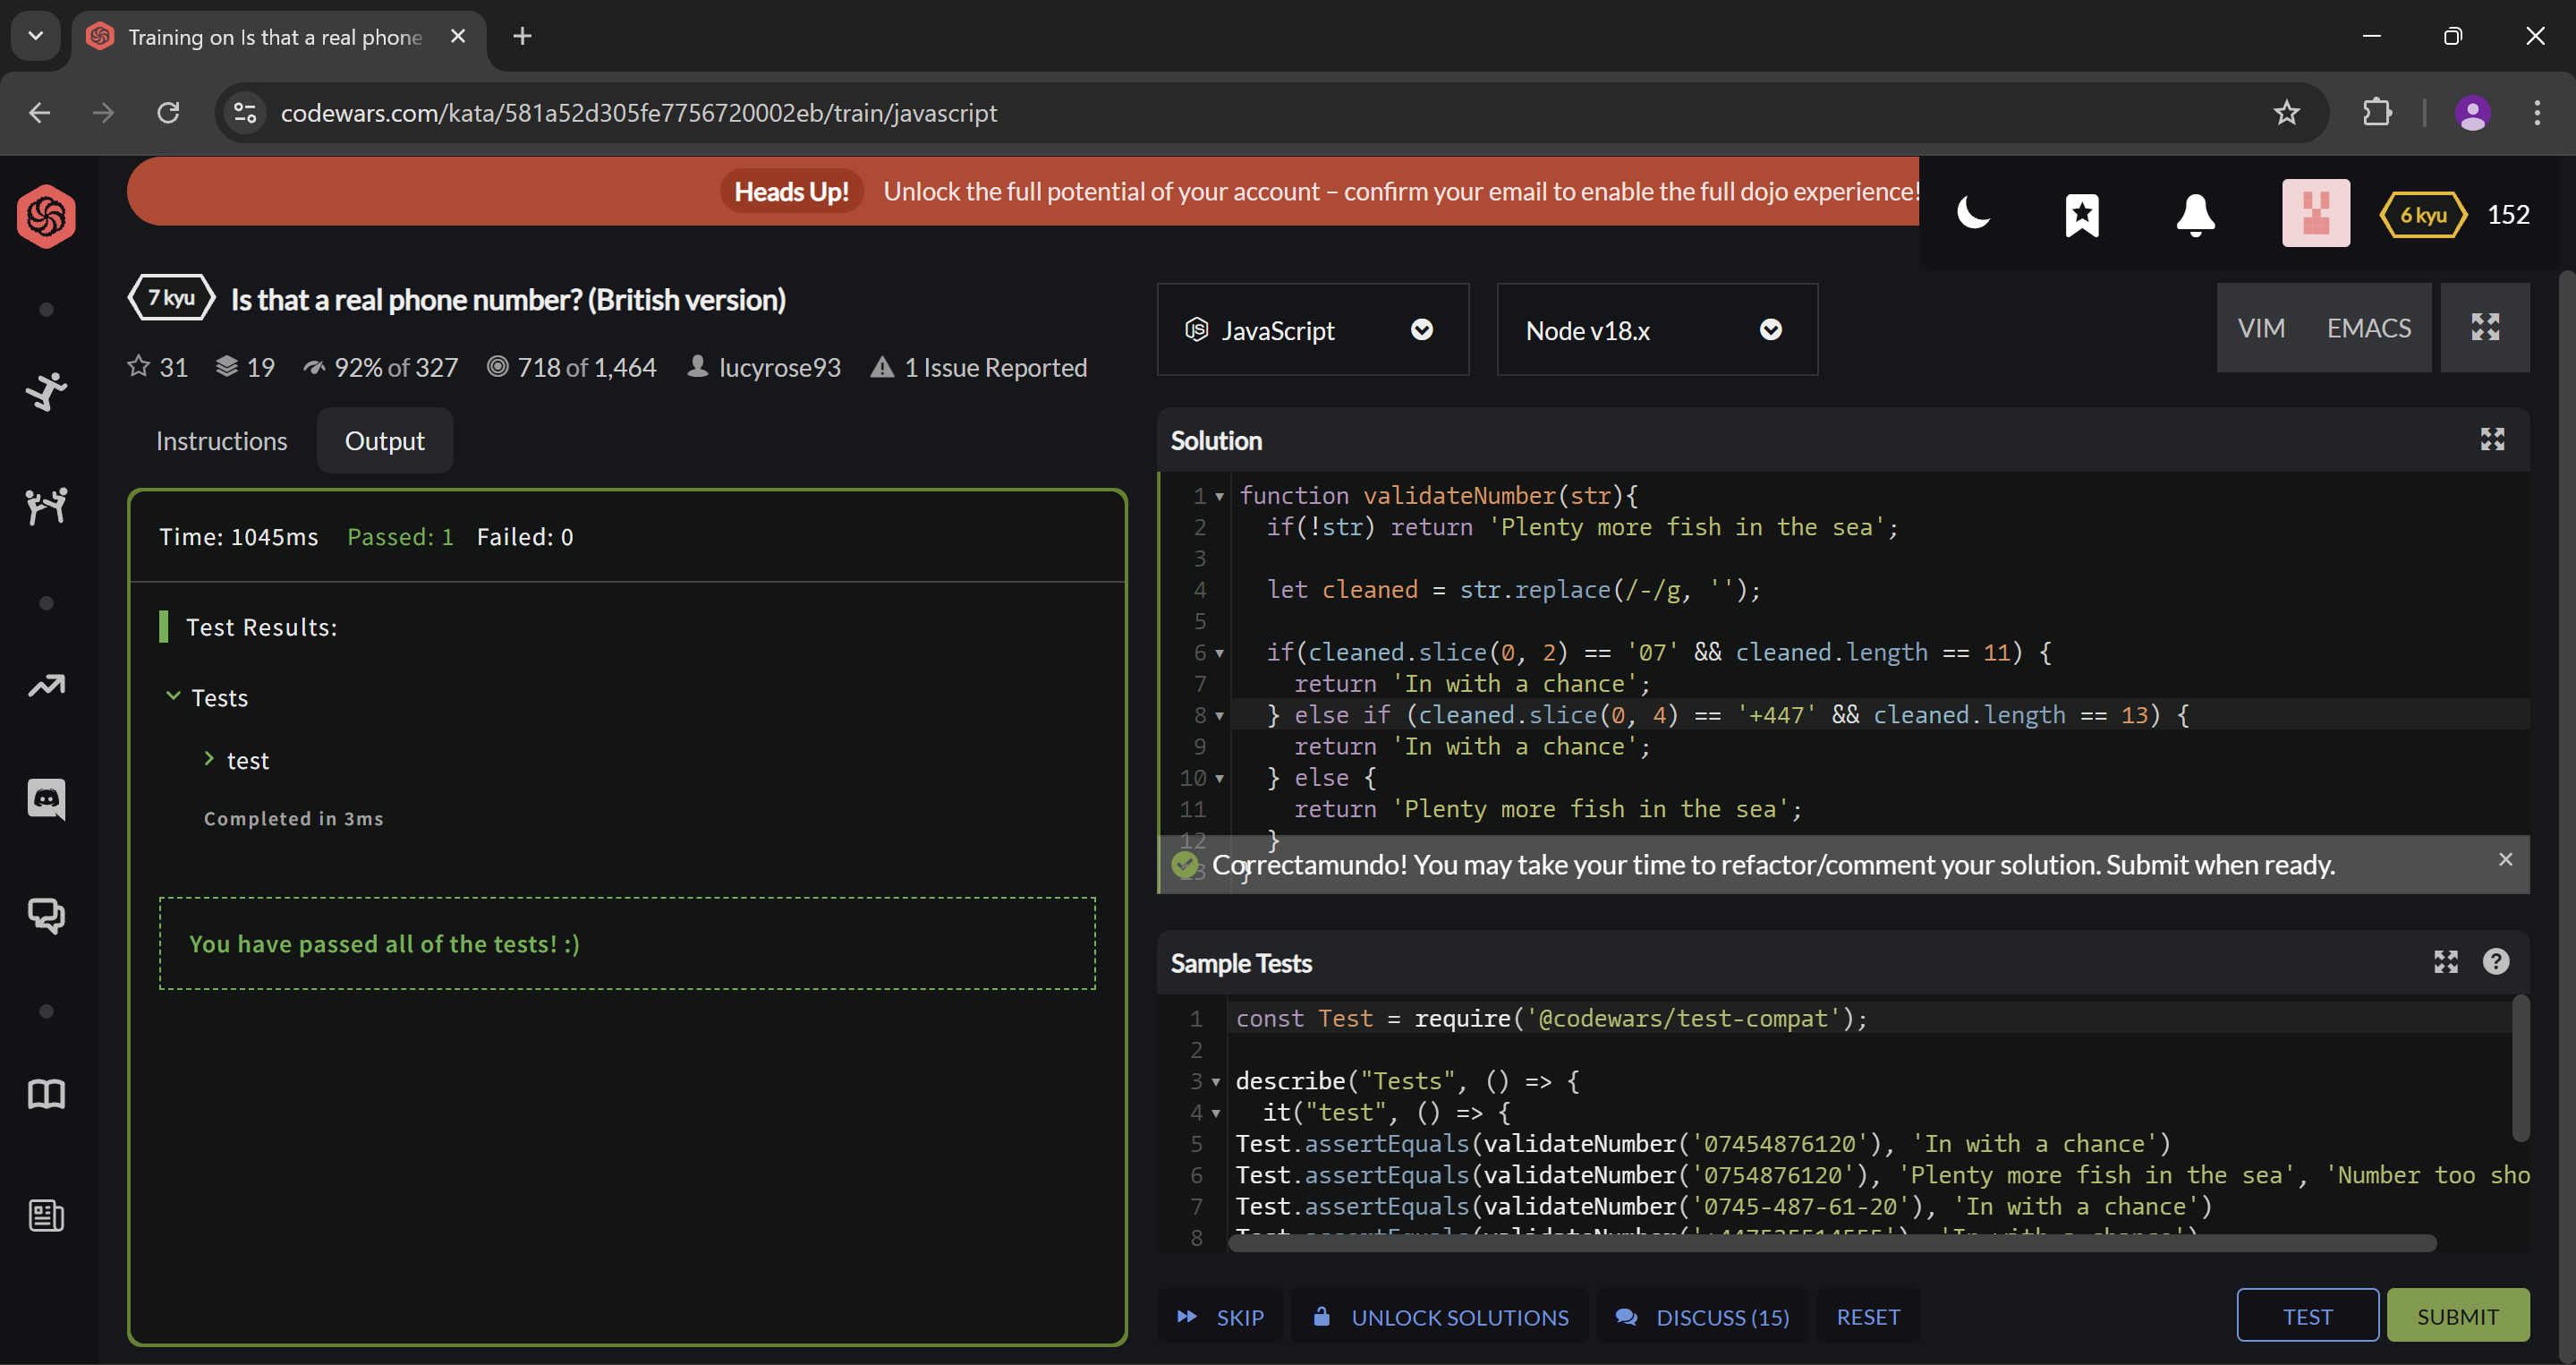 Training on Is that a real phone
codewars.com/kata/581a52d305fe7756720002eb/train/javascript
Heads Up! Unlock the full potential of your account – confirm your email to enable the full dojo experience!
6 kyu 152
7 kyu Is that a real phone number? (British version)
31 19 92% of 327 718 of 1,464 lucyrose93 1 Issue Reported
Instructions Output
Time: 1045ms Passed: 1 Failed: 0
Test Results:
Tests
test
Completed in 3ms
You have passed all of the tests! :)
JavaScript Node v18.x VIM EMACS
Solution
1 function validateNumber(str){
2 if(!str) return 'Plenty more fish in the sea';
3
4 let cleaned = str.replace(/-/g, '');
5
6 if(cleaned.slice(0, 2) == '07' && cleaned.length == 11) {
7 return 'In with a chance';
8 } else if (cleaned.slice(0, 4) == '+447' && cleaned.length == 13) {
9 return 'In with a chance';
10 } else {
11 return 'Plenty more fish in the sea';
12 }
13 }
Correctamundo! You may take your time to refactor/comment your solution. Submit when ready.
Sample Tests
1 const Test = require('@codewars/test-compat');
2
3 describe("Tests", () => {
4 it("test", () => {
5 Test.assertEquals(validateNumber('07454876120'), 'In with a chance')
6 Test.assertEquals(validateNumber('0754876120'), 'Plenty more fish in the sea', 'Number too sho
7 Test.assertEquals(validateNumber('0745-487-61-20'), 'In with a chance')
8 Test.assertEquals(validateNumber('+447535514555'), 'In with a chance')
SKIP UNLOCK SOLUTIONS DISCUSS (15) RESET TEST SUBMIT